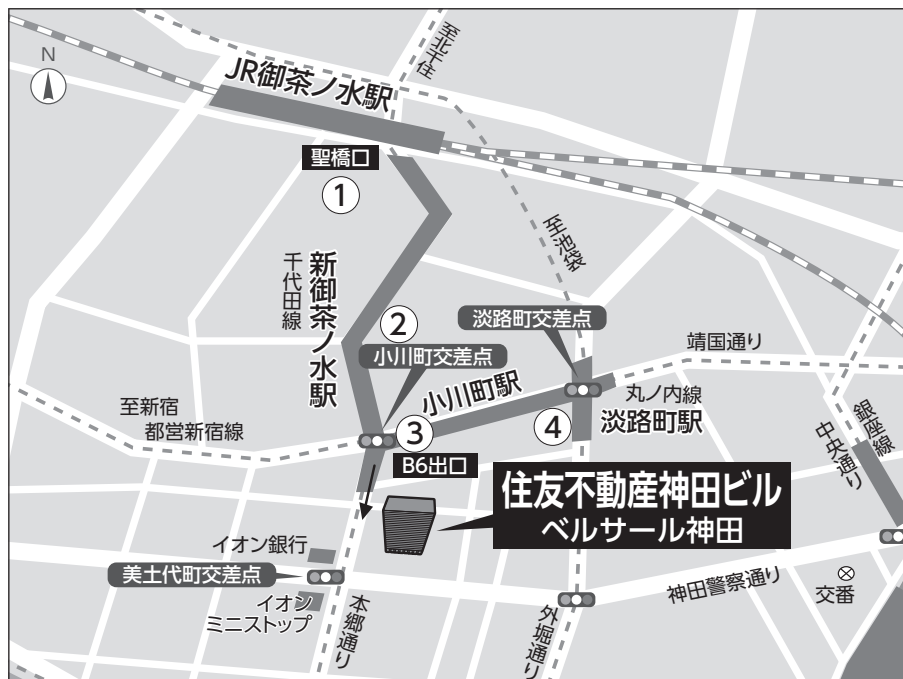 N
至北千住
JR御茶ノ水駅
聖橋口
①
至池袋
新御茶ノ水駅
千代田線
②
小川町交差点
淡路町交差点
靖国通り
小川町駅
丸ノ内線
淡路町駅
④
至新宿
都営新宿線
③
B6出口
銀座線
中央通り
住友不動産神田ビル
ベルサール神田
イオン銀行
美土代町交差点
イオン
ミニストップ
本郷通り
外堀通り
神田警察通り
交番